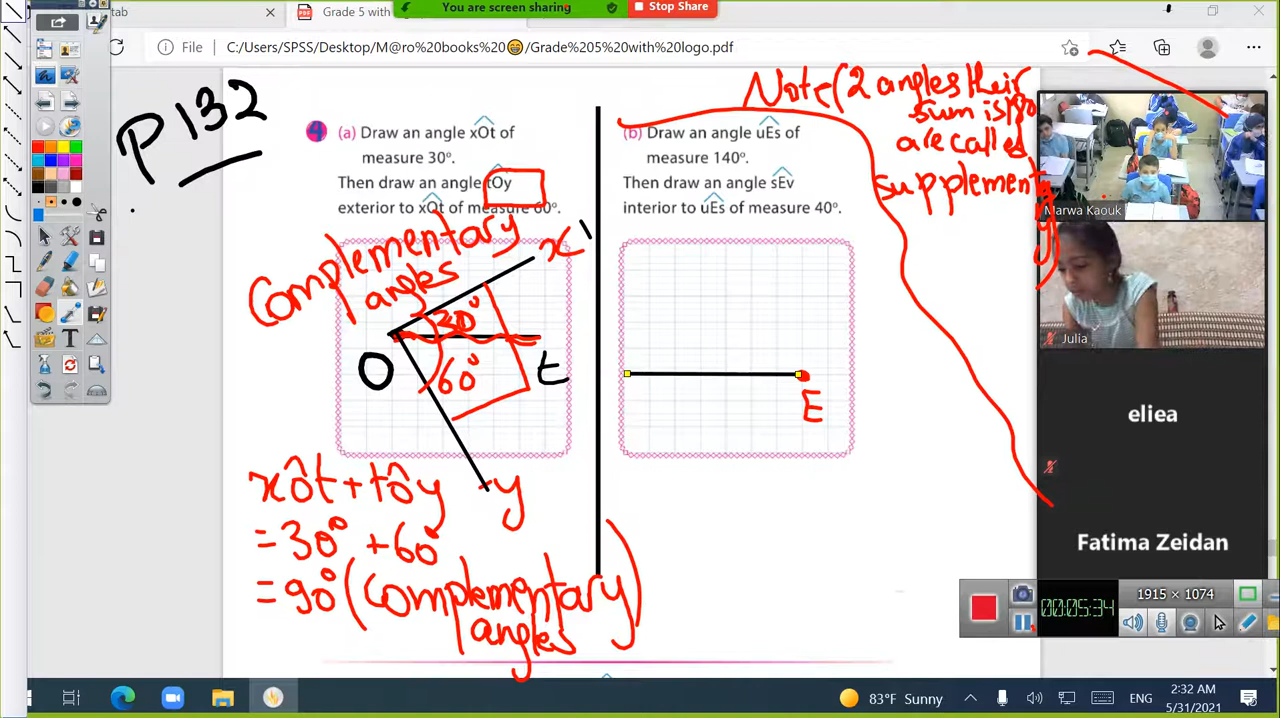 tab
Grade 5 with
You are screen sharing
Stop Share
File
C:/Users/SPSS/Desktop/M@ro%20books%20😄/Grade%205%20with%20logo.pdf
P 132
4 (a) Draw an angle xOt of
measure 30°.
Then draw an angle tOy
exterior to xOt of measure 60°.
Complementary
angles
x
30°
60°
O
t
y
xÔt + tÔy
= 30° + 60°
= 90° (Complementary
angles)
(b) Draw an angle uEs of
measure 140°.
Then draw an angle sEv
interior to uEs of measure 40°.
E
Note (2 angles their
sum is 180
are called
supplementy)
Marwa Kaouk
Julia
eliea
Fatima Zeidan
1915 × 1074
00:05:34
83°F Sunny
ENG
2:32 AM
5/31/2021